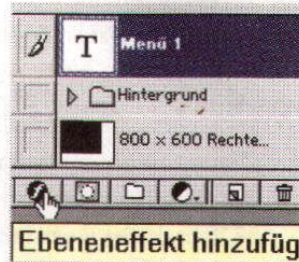 T Menü 1
Hintergrund
800 × 600 Rechte...
Ebeneneffekt hinzufüg